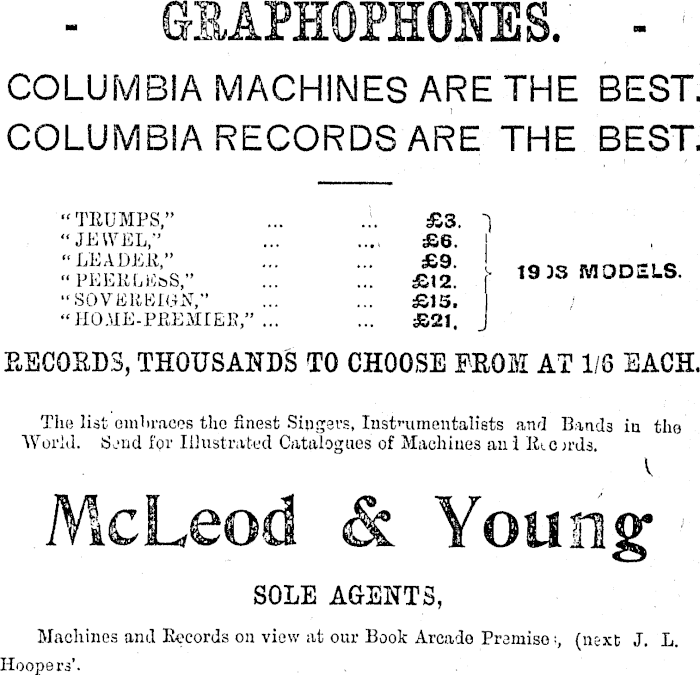 - GRAPHOPHONES. -
COLUMBIA MACHINES ARE THE BEST.
COLUMBIA RECORDS ARE THE BEST.
"TRUMPS," ... ... £3.
"JEWEL," ... ... £6.
"LEADER," ... ... £9.
"PEERLESS," ... ... £12.
"SOVEREIGN," ... ... £15.
"HOME-PREMIER," ... ... £21.
MODELS.
RECORDS, THOUSANDS TO CHOOSE FROM AT 1/6 EACH.
The list embraces the finest Singers, Instrumentalists and Bands in the
World. Send for Illustrated Catalogues of Machines and Records.
McLeod & Young
SOLE AGENTS,
Machines and Records on view at our Book Arcade Premises, (next J. L.
Hoopers'.